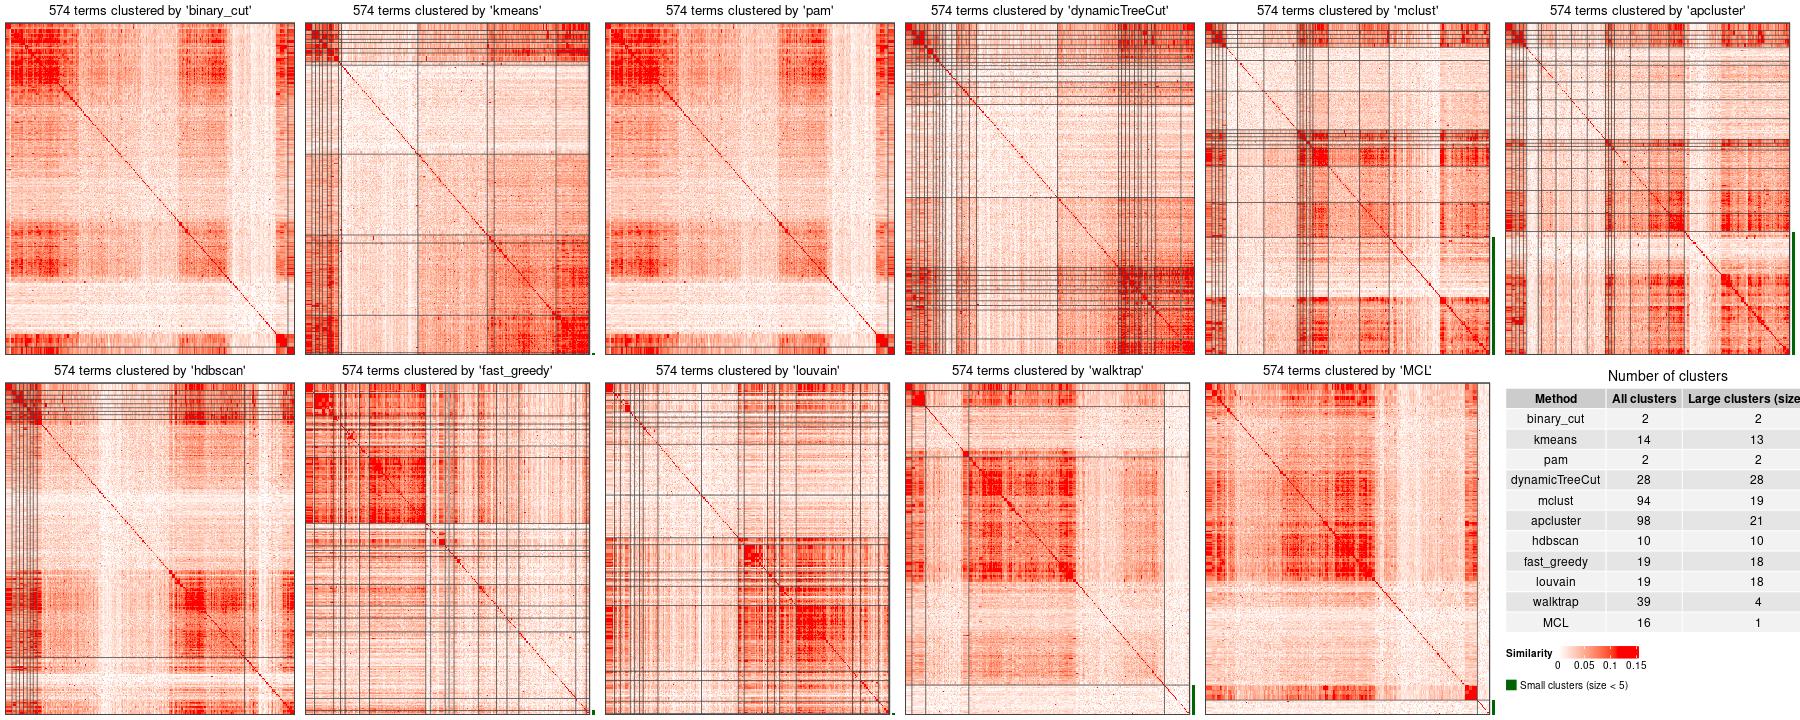 574 terms clustered by 'binary_cut'
574 terms clustered by 'kmeans'
574 terms clustered by 'pam'
574 terms clustered by 'dynamicTreeCut'
574 terms clustered by 'mclust'
574 terms clustered by 'apcluster'
574 terms clustered by 'hdbscan'
574 terms clustered by 'fast_greedy'
574 terms clustered by 'louvain'
574 terms clustered by 'walktrap'
574 terms clustered by 'MCL'
Number of clusters
Method All clusters Large clusters (size
binary_cut 2 2
kmeans 14 13
pam 2 2
dynamicTreeCut 28 28
mclust 94 19
apcluster 98 21
hdbscan 10 10
fast_greedy 19 18
louvain 19 18
walktrap 39 4
MCL 16 1
Similarity
0 0.05 0.1 0.15
Small clusters (size < 5)